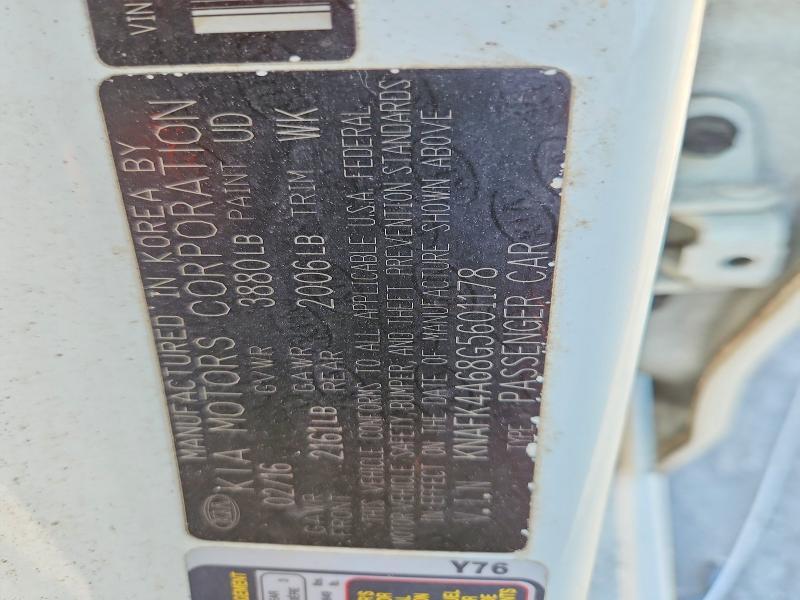 VIN
MANUFACTURED IN KOREA BY
KIA MOTORS CORPORATION
02/16 GVWR 3880LB PAINT UD
GAWR GAWR
FRONT 2161LB REAR 2006LB TRIM WK
THIS VEHICLE CONFORMS TO ALL APPLICABLE U.S.A. FEDERAL
MOTOR VEHICLE SAFETY BUMPER AND THEFT PREVENTION STANDARDS
IN EFFECT ON THE DATE OF MANUFACTURE SHOWN ABOVE
V.I.N KNAFK4A68G5601178
TYPE PASSENGER CAR
Y76